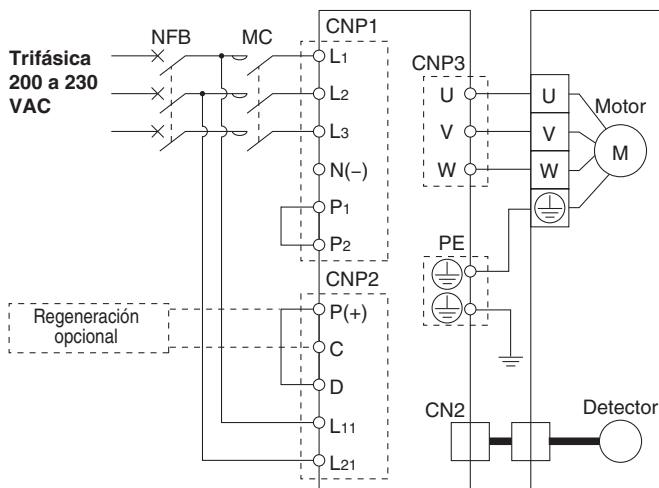 Trifásica
200 a 230
VAC
NFB
MC
CNP1
L1
L2
L3
N(−)
P1
P2
CNP2
P(+)
C
D
L11
L21
Regeneración
opcional
CNP3
U
V
W
PE
CN2
U
V
W
Motor
M
Detector